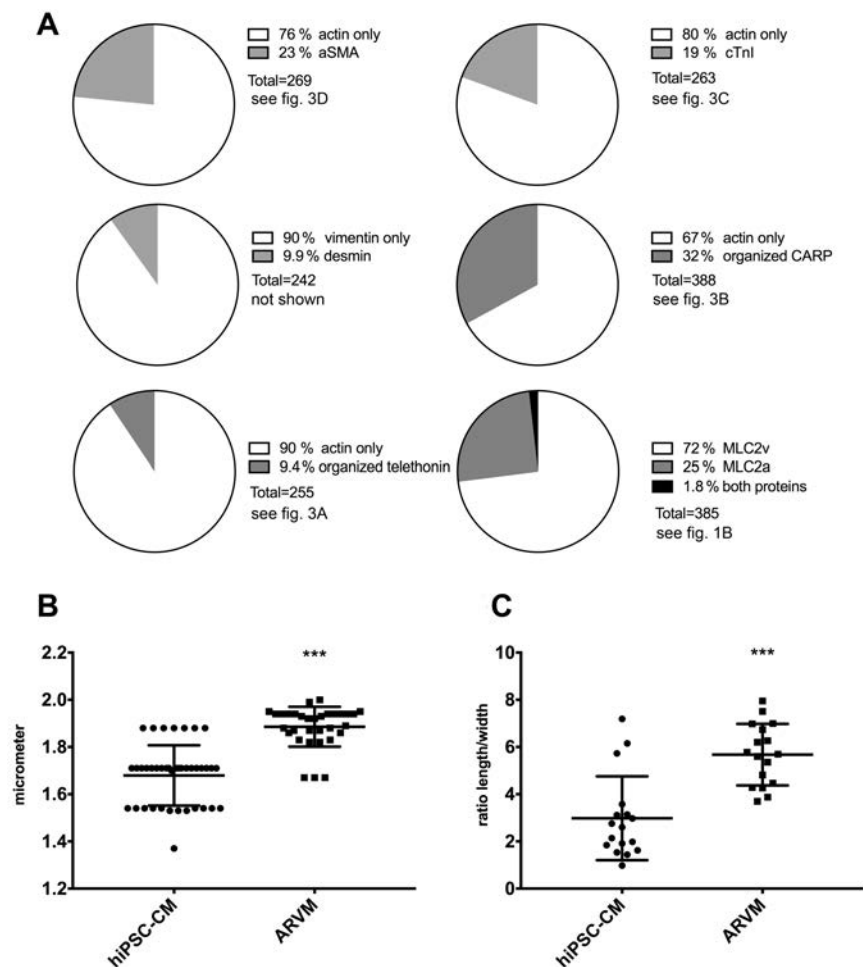 A
76 % actin only
23 % aSMA
Total=269
see fig. 3D
80 % actin only
19 % cTnI
Total=263
see fig. 3C
90 % vimentin only
9.9 % desmin
Total=242
not shown
67 % actin only
32 % organized CARP
Total=388
see fig. 3B
90 % actin only
9.4 % organized telethonin
Total=255
see fig. 3A
72 % MLC2v
25 % MLC2a
1.8 % both proteins
Total=385
see fig. 1B
B
micrometer
2.2
2.0
1.8
1.6
1.4
1.2
***
hiPSC-CM
ARVM
C
ratio length/width
10
8
6
4
2
0
***
hiPSC-CM
ARVM